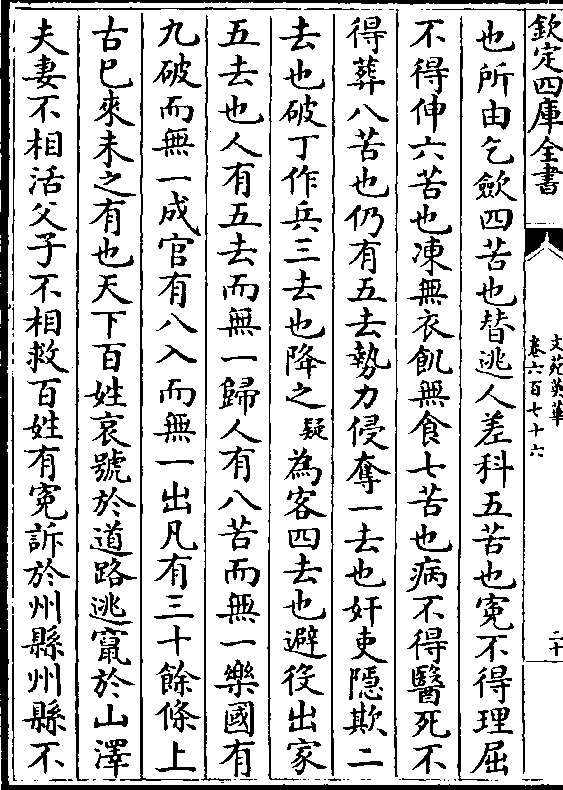 欽定四庫全書
文苑英華
卷六百七十六
二十
也所由乞斂四苦也替逃人差科五苦也寃不得理屈
不得伸六苦也凍無衣飢無食七苦也病不得醫死不
得葬八苦也仍有五去勢力侵奪一去也奸吏隱欺二
去也破丁作兵三去也降之疑為客四去也避役出家
五去也人有五去而無一歸人有八苦而無一樂國有
九破而無一成官有八入而無一出凡有三十餘條上
古已來未之有也天下百姓哀號於道路逃竄於山澤
夫妻不相活父子不相救百姓有寃訴於州縣州縣不